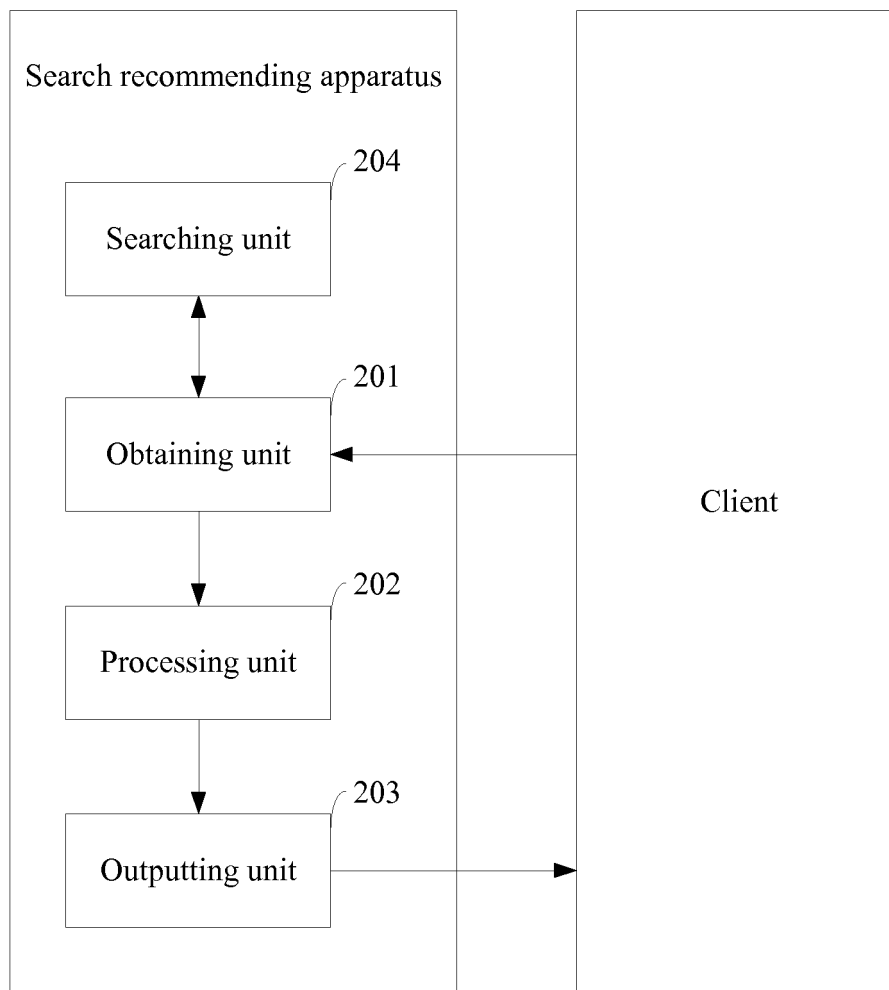 Search recommending apparatus
204
Searching unit
201
Obtaining unit
Client
202
Processing unit
203
Outputting unit